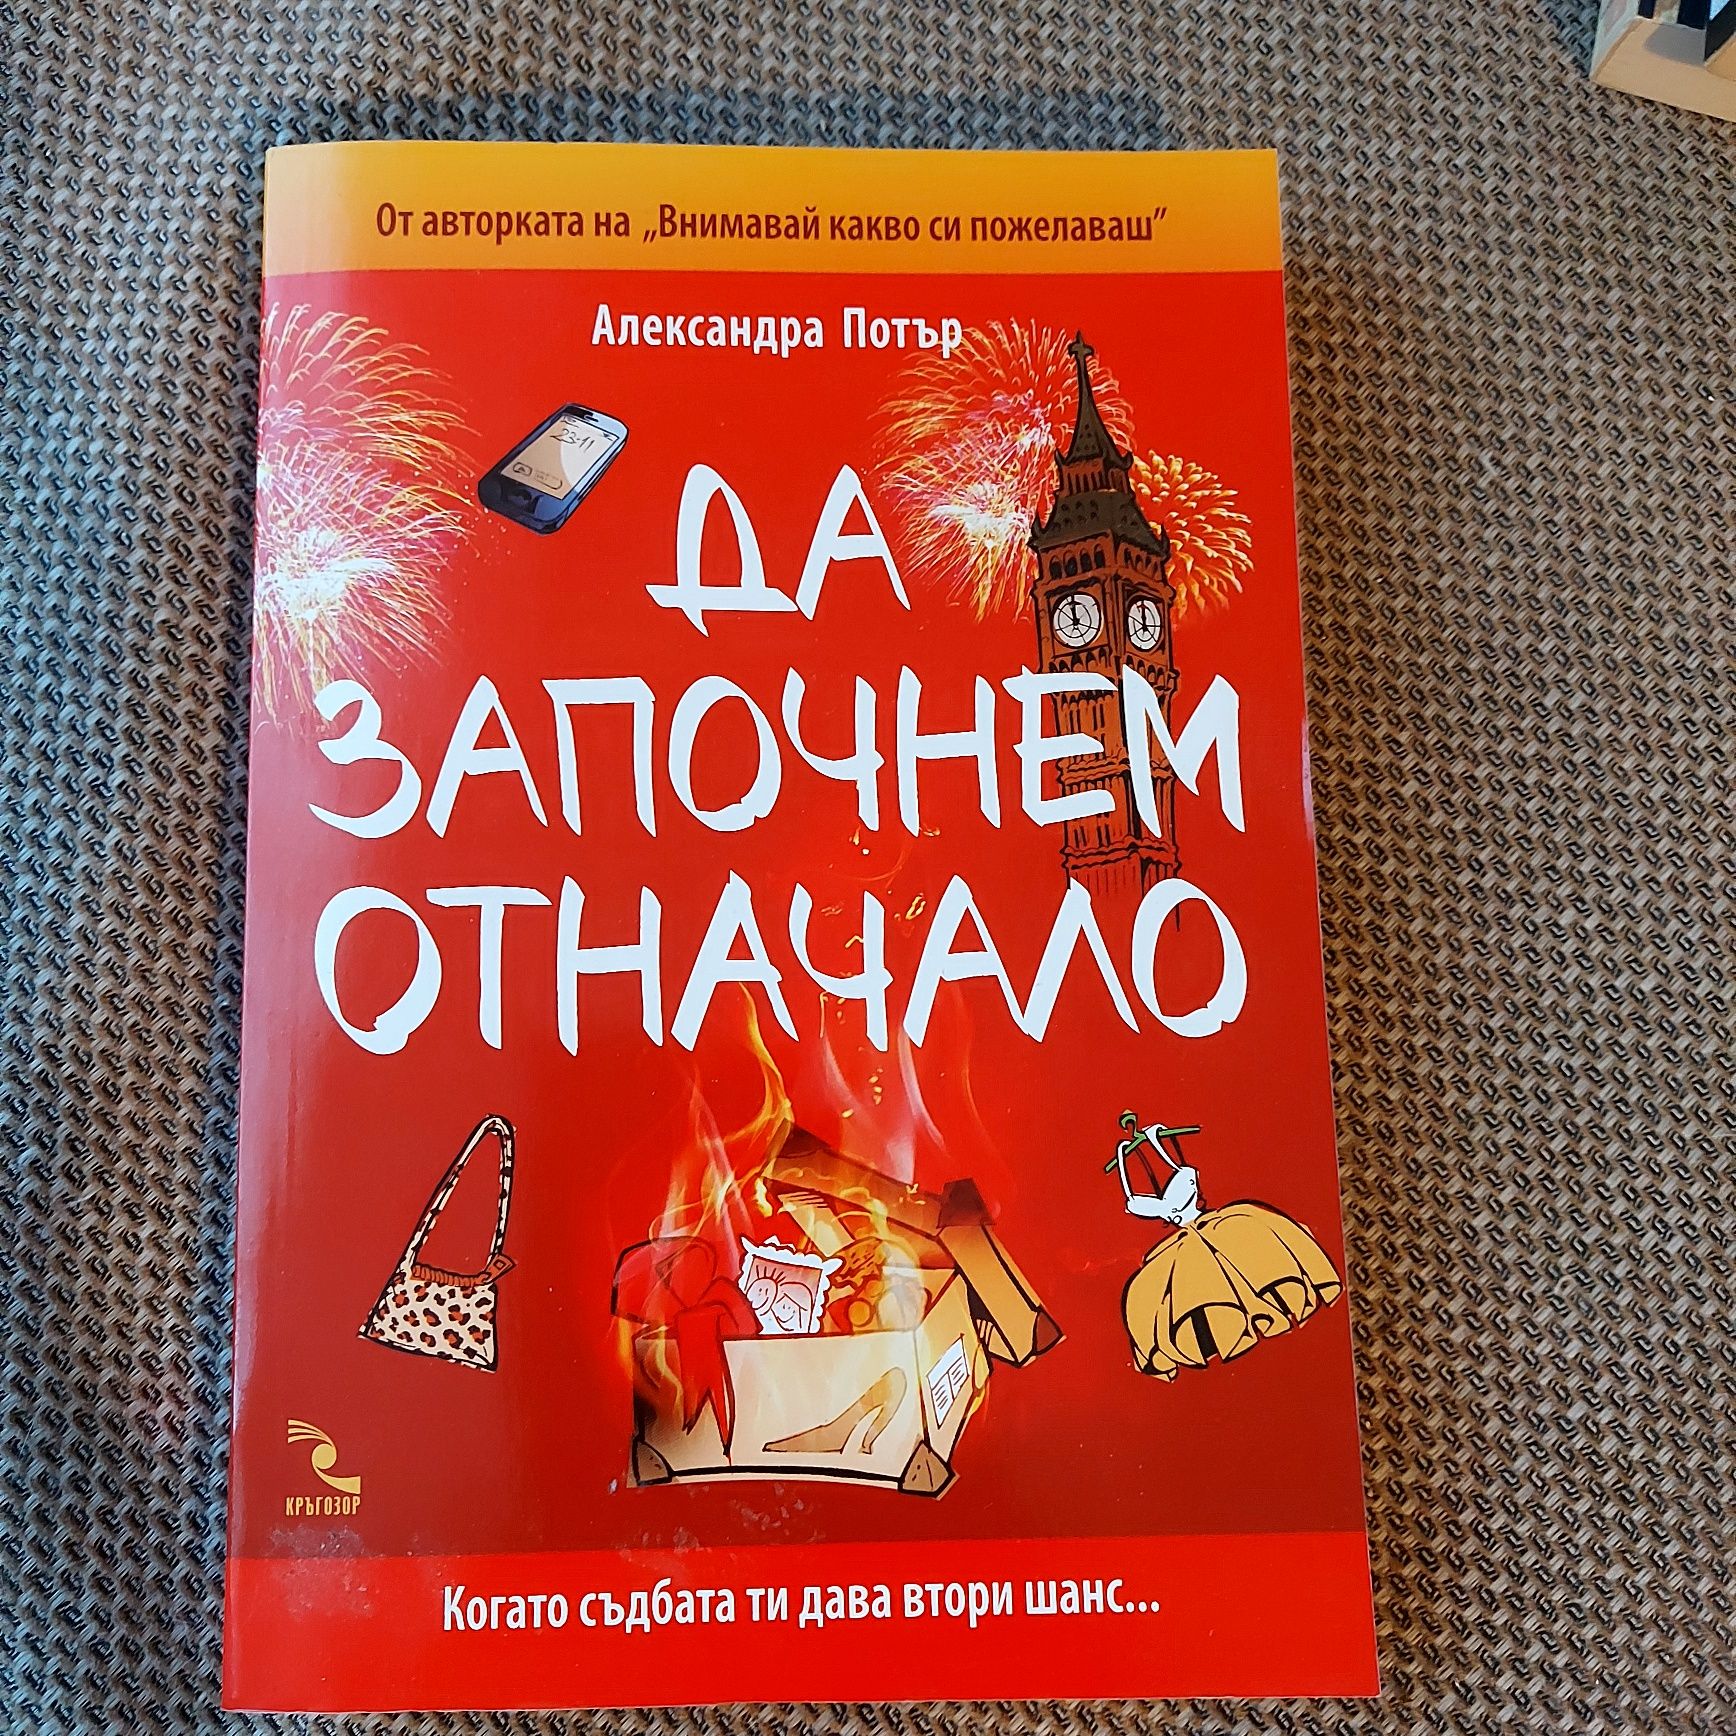 От авторката на „Внимавай какво си пожелаваш”
Александра Потър
23:11
ДА
ЗАПОЧНЕМ
ОТНАЧАЛО
КРЪГОЗОР
Когато съдбата ти дава втори шанс...